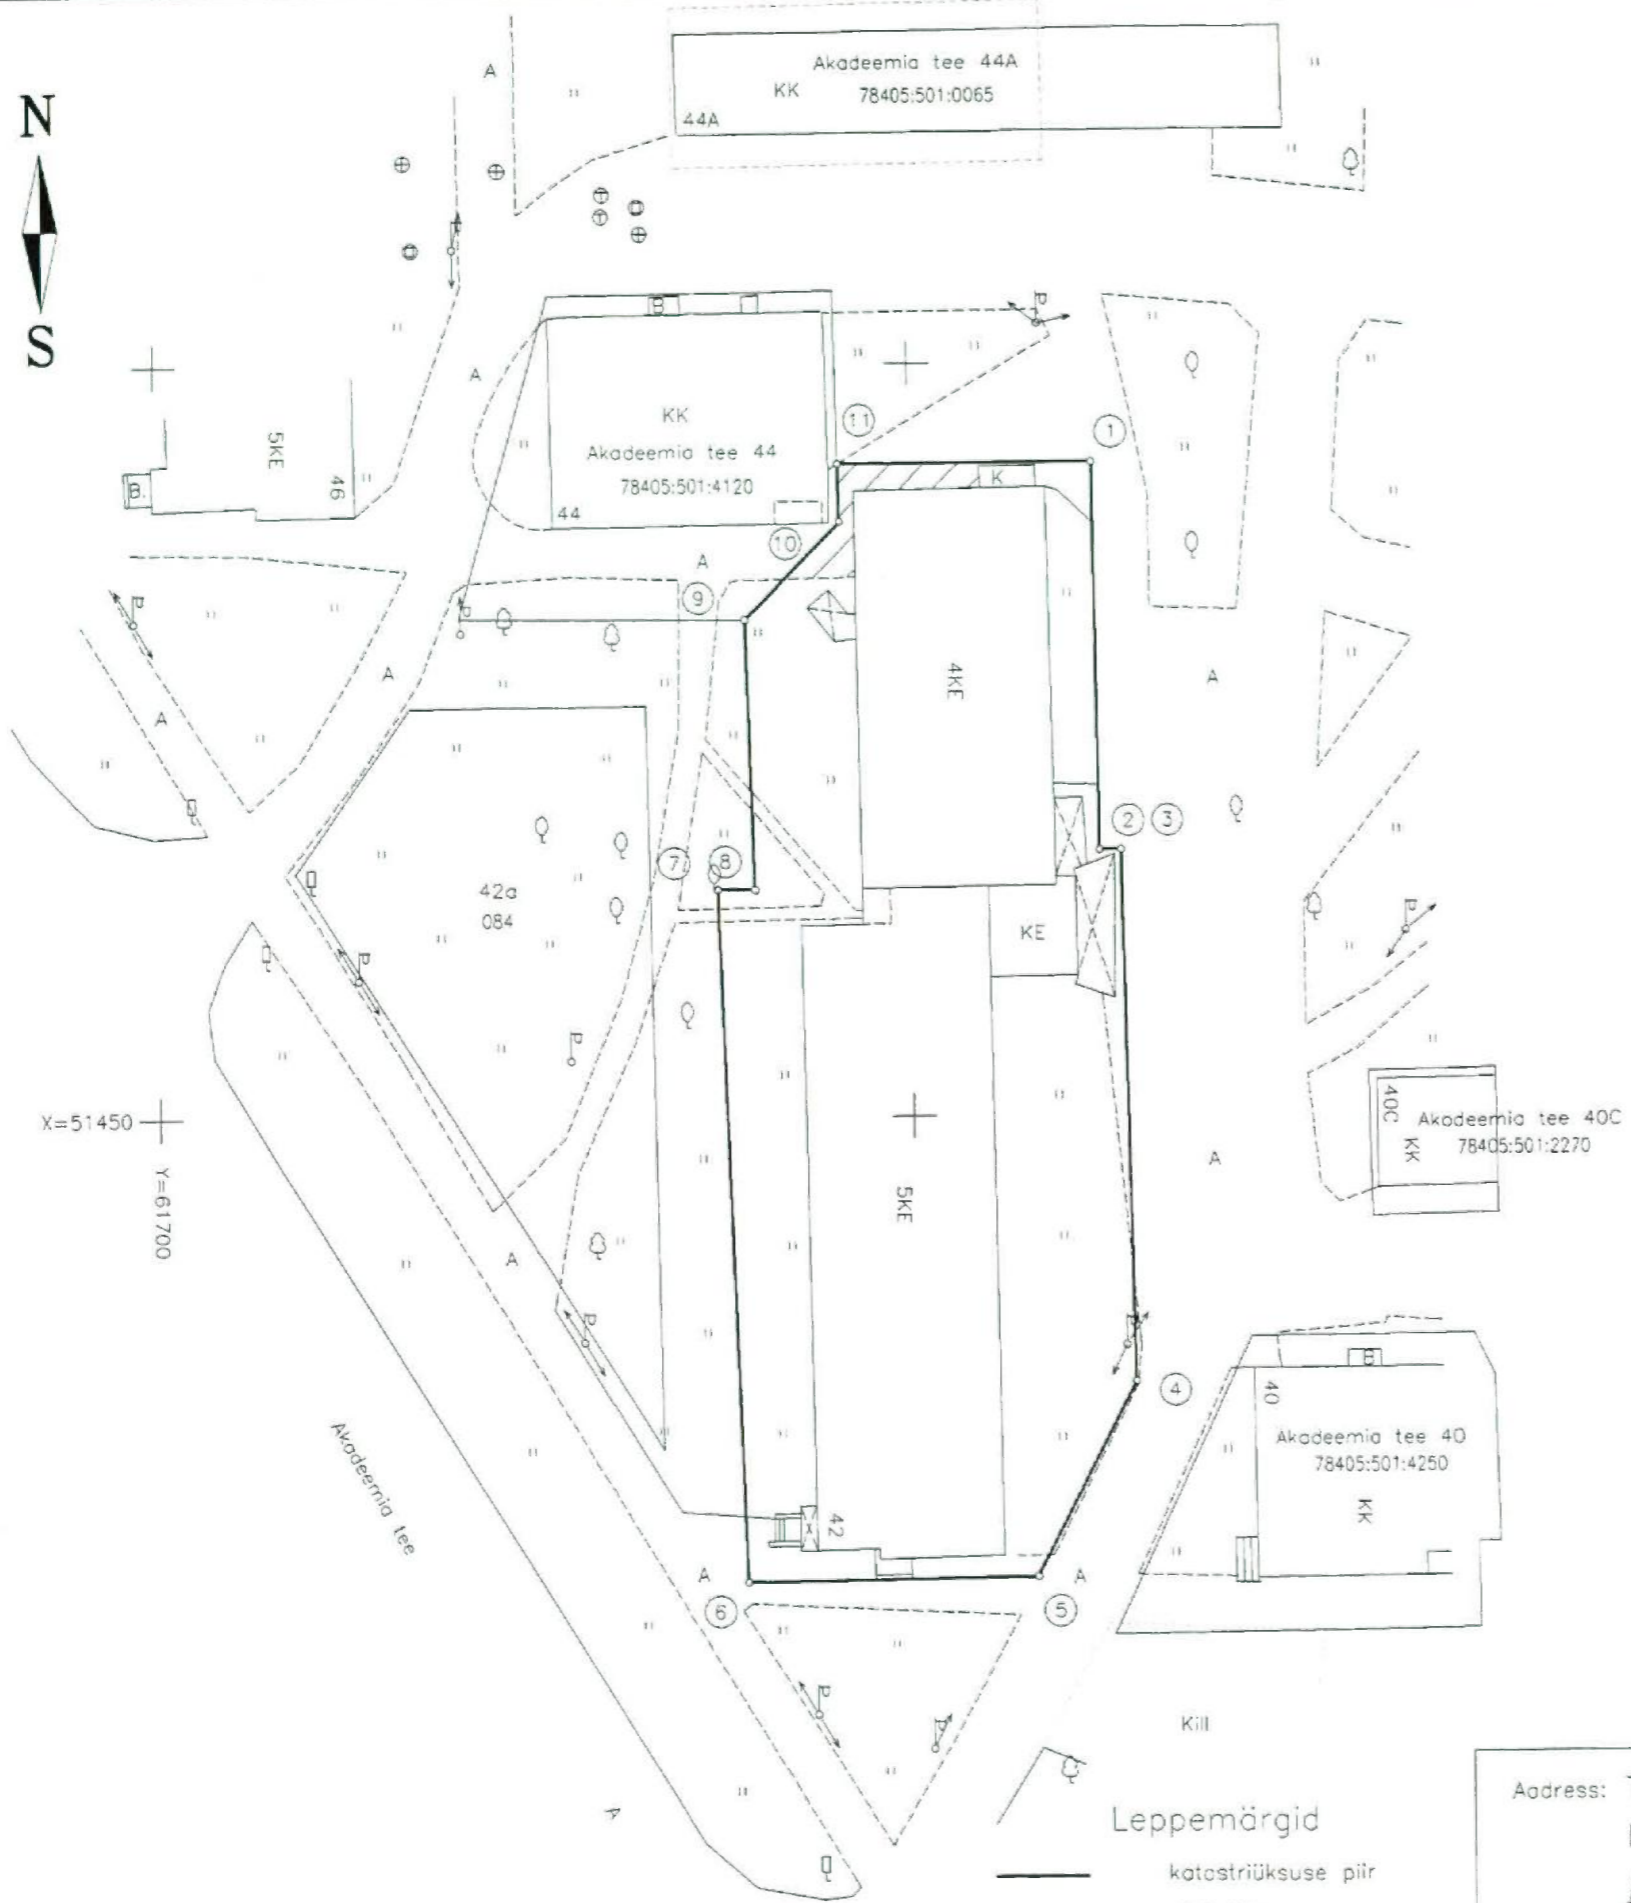 Akadeemia tee 44A
KK 78405:501:0065
44A
A
N
S
B
KK
Akadeemia tee 44
78405:501:4120
44
A
11
1
K
10
9
A
5KE
46
B
A
A
4KE
A
2 3
7 8
42a
084
KE
X=51450
Y=61700
5KE
A
40C
KK
Akadeemia tee 40C
78405:501:2270
A
4
B
40
Akadeemia tee 40
78405:501:4250
KK
Akadeemia tee
42
A
A
6
5
Kill
A
Leppemärgid
katastriüksuse piir
Aadress: